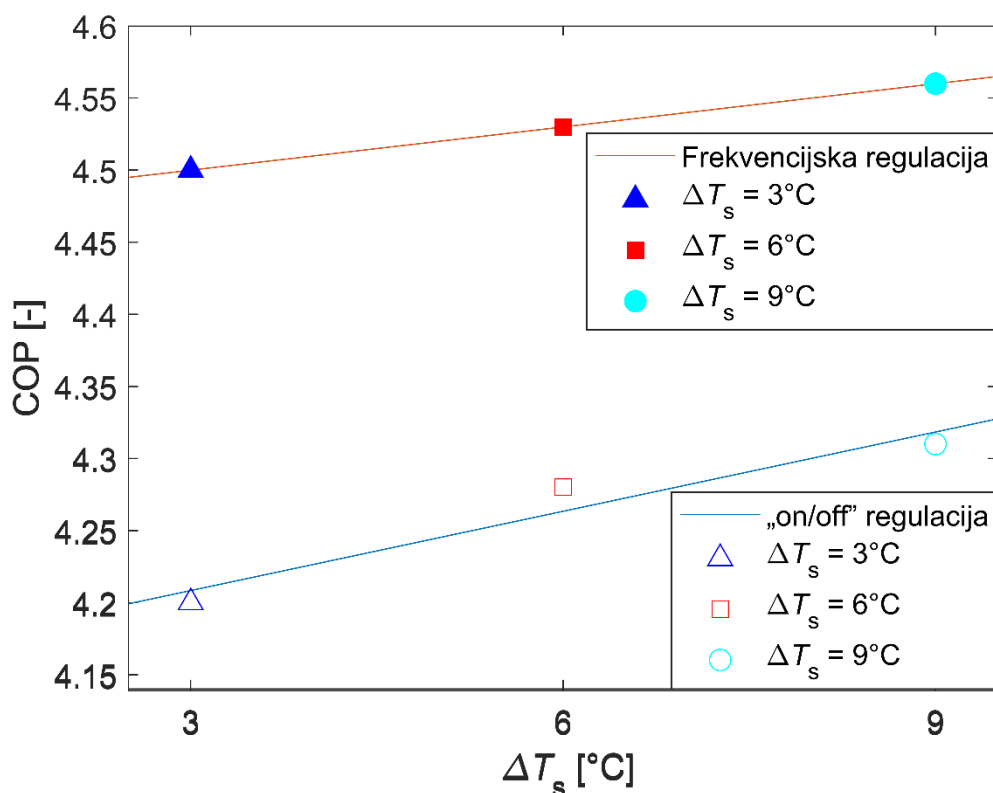 4.6
4.55
4.5
4.45
4.4
4.35
4.3
4.25
4.2
4.15
COP [-]
Frekvencijska regulacija
ΔTs = 3°C
ΔTs = 6°C
ΔTs = 9°C
„on/off” regulacija
ΔTs = 3°C
ΔTs = 6°C
ΔTs = 9°C
3 6 9
ΔTs [°C]